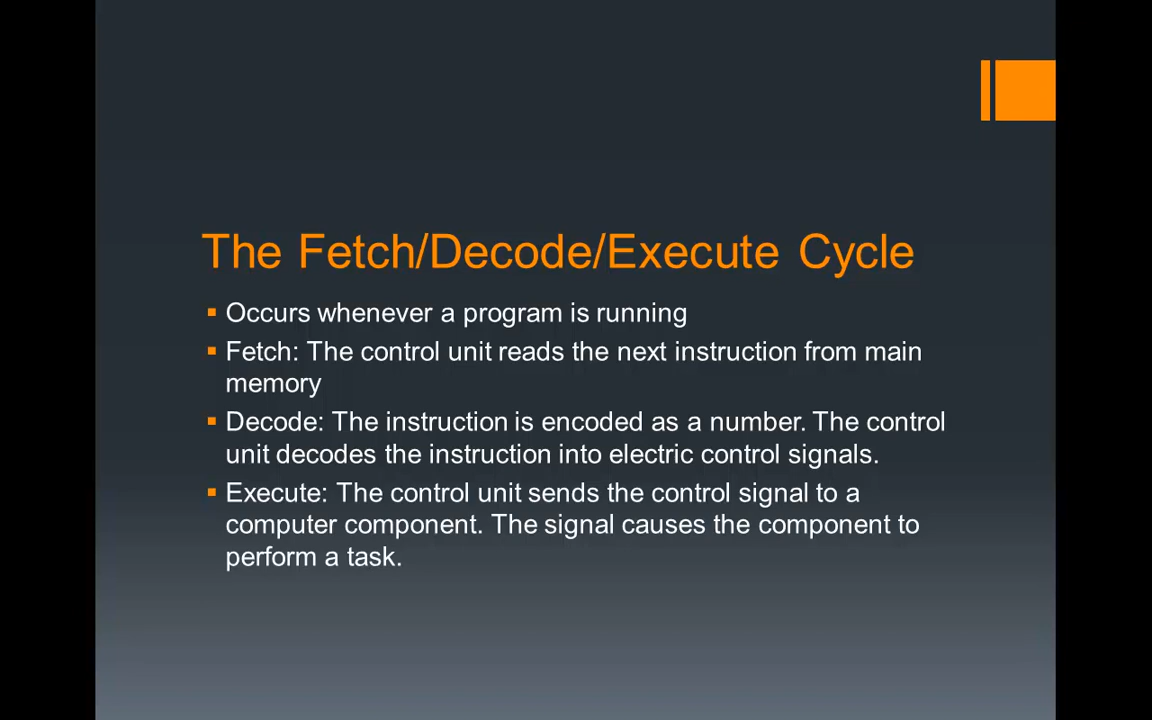 The Fetch/Decode/Execute Cycle
Occurs whenever a program is running
Fetch: The control unit reads the next instruction from main
memory
Decode: The instruction is encoded as a number. The control
unit decodes the instruction into electric control signals.
Execute: The control unit sends the control signal to a
computer component. The signal causes the component to
perform a task.